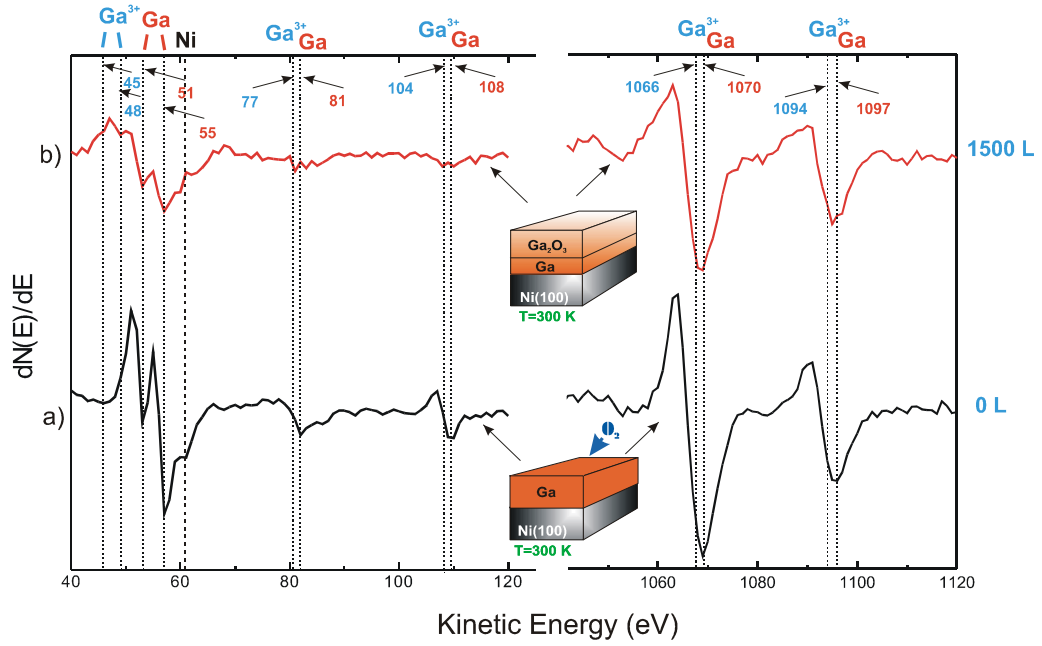 Ga³⁺ Ga Ni Ga³⁺ Ga Ga³⁺ Ga Ga³⁺ Ga Ga³⁺ Ga
45 51 77 81 104 108 1066 1070 1094 1097
48
55
b) 1500 L
Ga₂O₃
Ga
Ni(100)
T=300 K
dN(E)/dE
a) 0 L
O₂
Ga
Ni(100)
T=300 K
40 60 80 100 120 1060 1080 1100 1120
Kinetic Energy (eV)